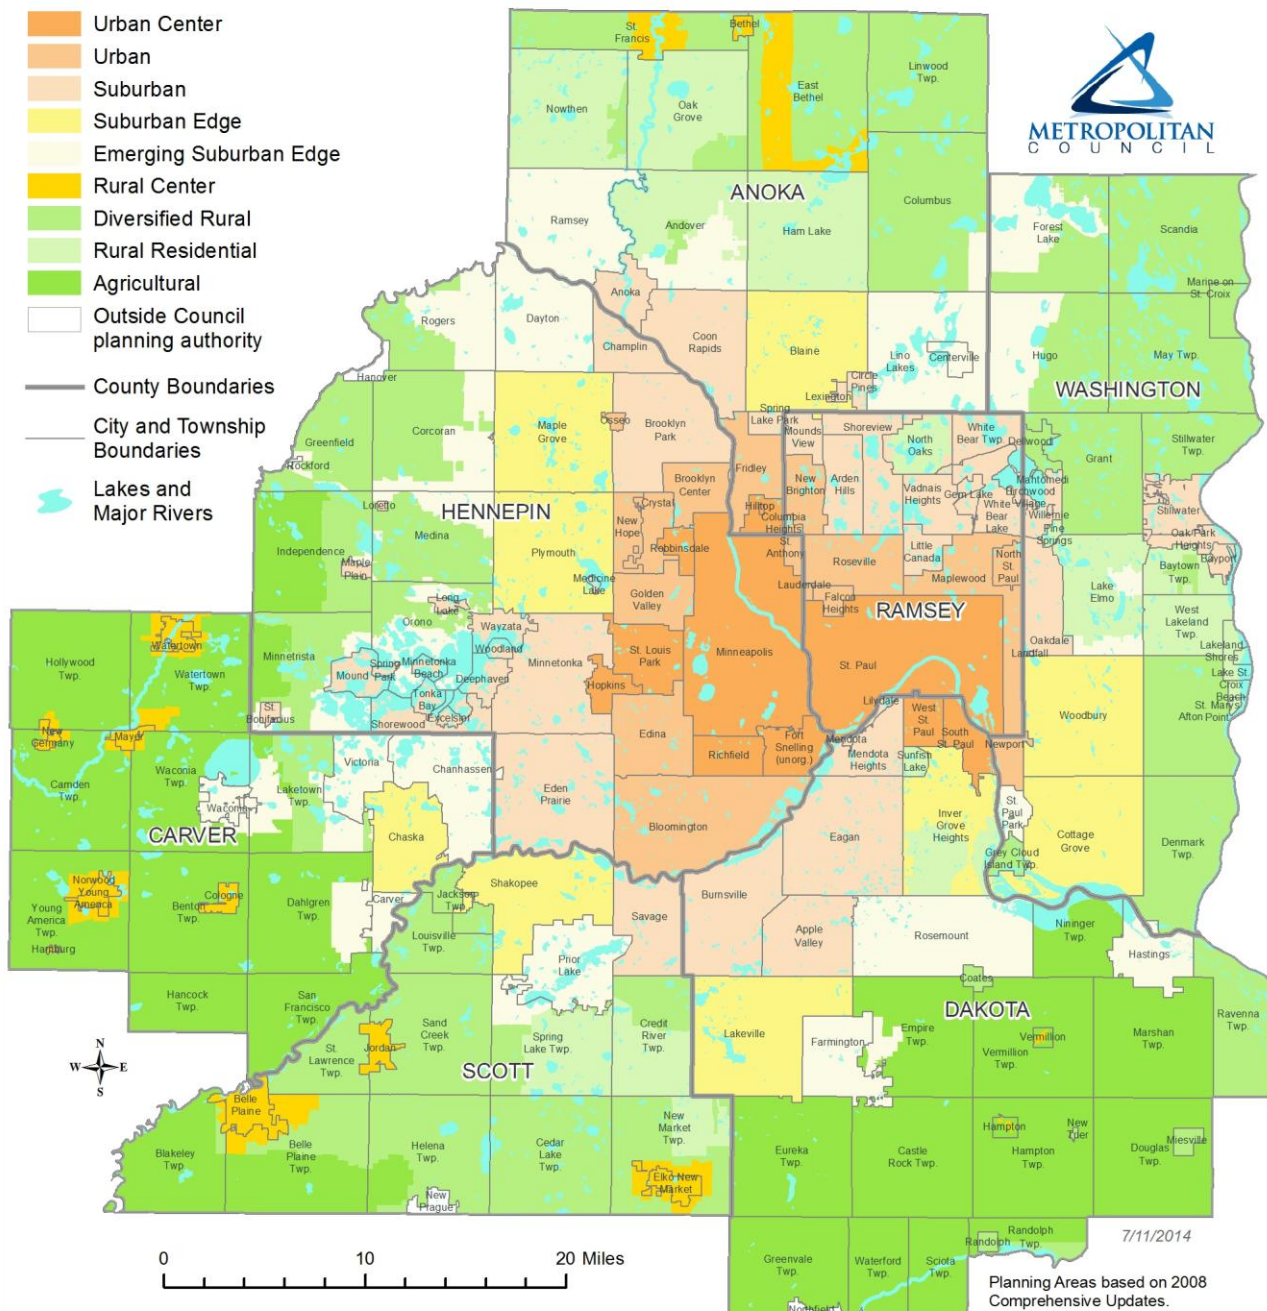 Urban Center
Urban
Suburban
Suburban Edge
Emerging Suburban Edge
Rural Center
Diversified Rural
Rural Residential
Agricultural
Outside Council
planning authority
County Boundaries
City and Township
Boundaries
Lakes and
Major Rivers
METROPOLITAN
COUNCIL
St.
Francis
Bethel
East
Bethel
Linwood
Twp.
Nowthen
Oak
Grove
ANOKA
Columbus
Ramsey
Andover
Ham Lake
Forest
Lake
Scandia
Marine on
St. Croix
Anoka
Rogers
Dayton
Champlin
Coon
Rapids
Blaine
Lino
Lakes
Centerville
Hugo
May Twp.
WASHINGTON
Hanover
Circle
Pines
Lexington
Spring
Lake Park
Greenfield
Corcoran
Maple
Grove
Osseo
Brooklyn
Park
Mounds
View
Shoreview
North
Oaks
White
Bear Twp.
Dellwood
Grant
Stillwater
Twp.
Rockford
Loretto
HENNEPIN
Brooklyn
Center
Fridley
New
Brighton
Arden
Hills
Vadnais
Heights
Gem Lake
White
Bear
Lake
Mahtomedi
Birchwood
Village
Willernie
Pine
Springs
Stillwater
Oak Park
Heights
Bayport
Baytown
Twp.
Crystal
New
Hope
Hilltop
Columbia
Heights
St.
Anthony
Independence
Medina
Plymouth
Robbinsdale
Roseville
Little
Canada
Maplewood
North
St.
Paul
Lake
Elmo
Maple
Plain
Medicine
Lake
Golden
Valley
Lauderdale
Falcon
Heights
RAMSEY
West
Lakeland
Twp.
Long
Lake
Orono
Wayzata
Woodland
Minnetonka
St. Louis
Park
Minneapolis
St. Paul
Oakdale
Landfall
Lakeland
Shores
Lake St.
Croix
Beach
St. Marys
Point
Afton
Hollywood
Twp.
Watertown
Watertown
Twp.
Minnetrista
Mound
Spring
Park
Minnetonka
Beach
Deephaven
Tonka
Bay
Excelsior
Shorewood
St.
Bonifacius
Hopkins
Edina
Richfield
Fort
Snelling
(unorg.)
Lilydale
West
St.
Paul
South
St. Paul
Newport
Woodbury
Mendota
Mendota
Heights
Sunfish
Lake
New
Germany
Mayer
Camden
Twp.
Waconia
Twp.
Waconia
Laketown
Twp.
Victoria
Chanhassen
Eden
Prairie
Bloomington
Eagan
Inver
Grove
Heights
St.
Paul
Park
Grey Cloud
Island Twp.
Cottage
Grove
Denmark
Twp.
CARVER
Chaska
Norwood
Young
America
Young
America
Twp.
Hamburg
Benton
Twp.
Cologne
Dahlgren
Twp.
Carver
Jackson
Twp.
Shakopee
Louisville
Twp.
Savage
Burnsville
Apple
Valley
Rosemount
Nininger
Twp.
Hastings
Prior
Lake
Coates
Hancock
Twp.
San
Francisco
Twp.
St.
Lawrence
Twp.
Jordan
Sand
Creek
Twp.
Spring
Lake Twp.
Credit
River
Twp.
Lakeville
Farmington
DAKOTA
Empire
Twp.
Vermillion
Vermillion
Twp.
Marshan
Twp.
Ravenna
Twp.
N
W
E
S
SCOTT
Belle
Plaine
Blakeley
Twp.
Belle
Plaine
Twp.
Helena
Twp.
New
Prague
Cedar
Lake
Twp.
New
Market
Twp.
Elko New
Market
Eureka
Twp.
Castle
Rock Twp.
Hampton
Hampton
Twp.
New
Trier
Douglas
Twp.
Miesville
Greenvale
Twp.
Waterford
Twp.
Sciota
Twp.
Randolph
Randolph
Twp.
Northfield
0
10
20 Miles
7/11/2014
Planning Areas based on 2008
Comprehensive Updates.